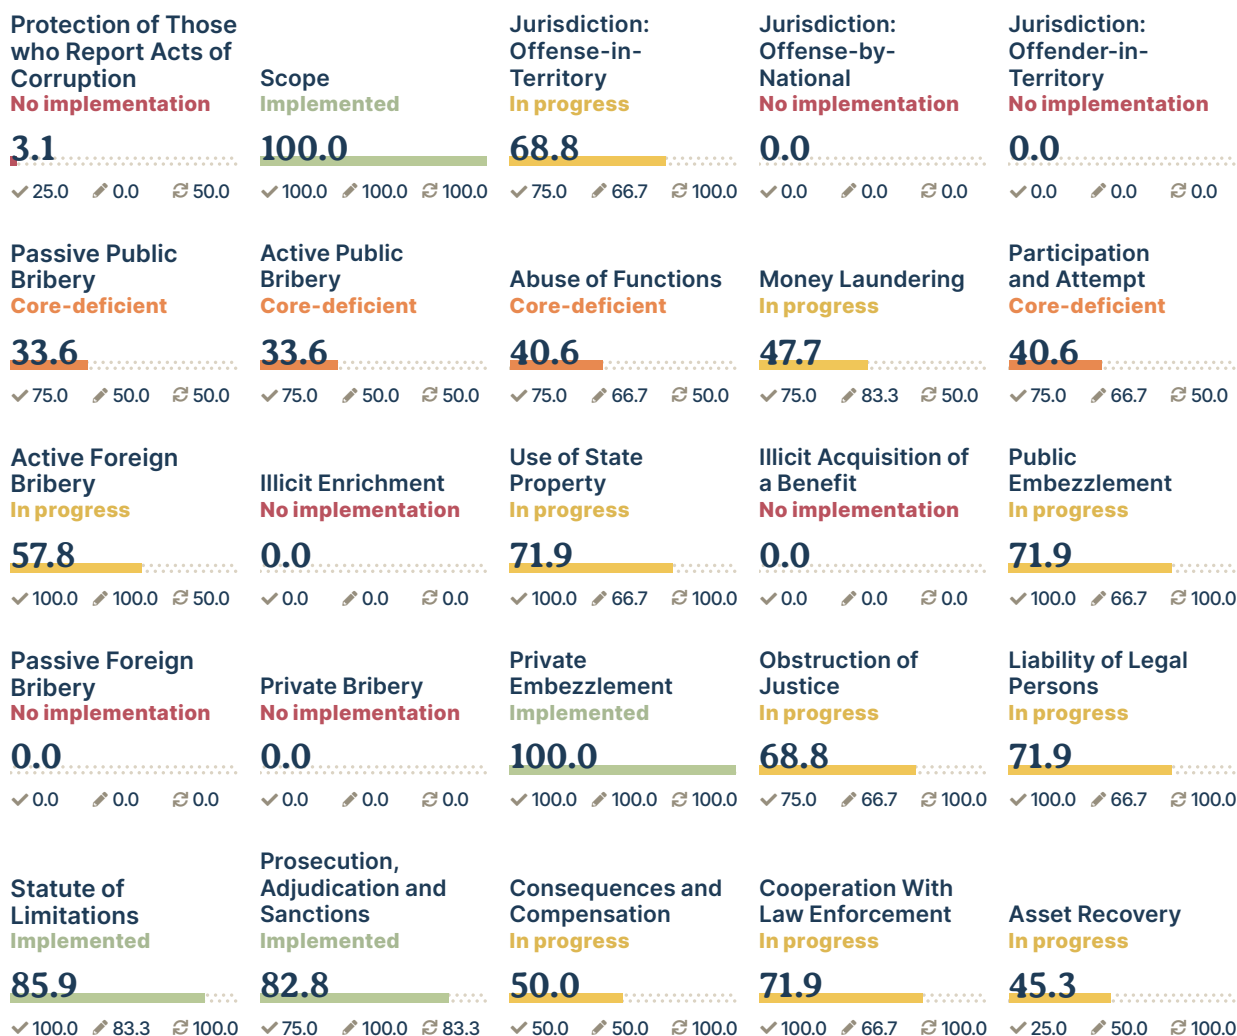 Protection of Those
who Report Acts of
Corruption
No implementation
3.1
25.0 0.0 50.0
Scope
Implemented
100.0
100.0 100.0 100.0
Jurisdiction:
Offense-in-
Territory
In progress
68.8
75.0 66.7 100.0
Jurisdiction:
Offense-by-
National
No implementation
0.0
0.0 0.0 0.0
Jurisdiction:
Offender-in-
Territory
No implementation
0.0
0.0 0.0 0.0
Passive Public
Bribery
Core-deficient
33.6
75.0 50.0 50.0
Active Public
Bribery
Core-deficient
33.6
75.0 50.0 50.0
Abuse of Functions
Core-deficient
40.6
75.0 66.7 50.0
Money Laundering
In progress
47.7
75.0 83.3 50.0
Participation
and Attempt
Core-deficient
40.6
75.0 66.7 50.0
Active Foreign
Bribery
In progress
57.8
100.0 100.0 50.0
Illicit Enrichment
No implementation
0.0
0.0 0.0 0.0
Use of State
Property
In progress
71.9
100.0 66.7 100.0
Illicit Acquisition of
a Benefit
No implementation
0.0
0.0 0.0 0.0
Public
Embezzlement
In progress
71.9
100.0 66.7 100.0
Passive Foreign
Bribery
No implementation
0.0
0.0 0.0 0.0
Private Bribery
No implementation
0.0
0.0 0.0 0.0
Private
Embezzlement
Implemented
100.0
100.0 100.0 100.0
Obstruction of
Justice
In progress
68.8
75.0 66.7 100.0
Liability of Legal
Persons
In progress
71.9
100.0 66.7 100.0
Statute of
Limitations
Implemented
85.9
100.0 83.3 100.0
Prosecution,
Adjudication and
Sanctions
Implemented
82.8
75.0 100.0 83.3
Consequences and
Compensation
In progress
50.0
50.0 50.0 100.0
Cooperation With
Law Enforcement
In progress
71.9
100.0 66.7 100.0
Asset Recovery
In progress
45.3
25.0 50.0 100.0